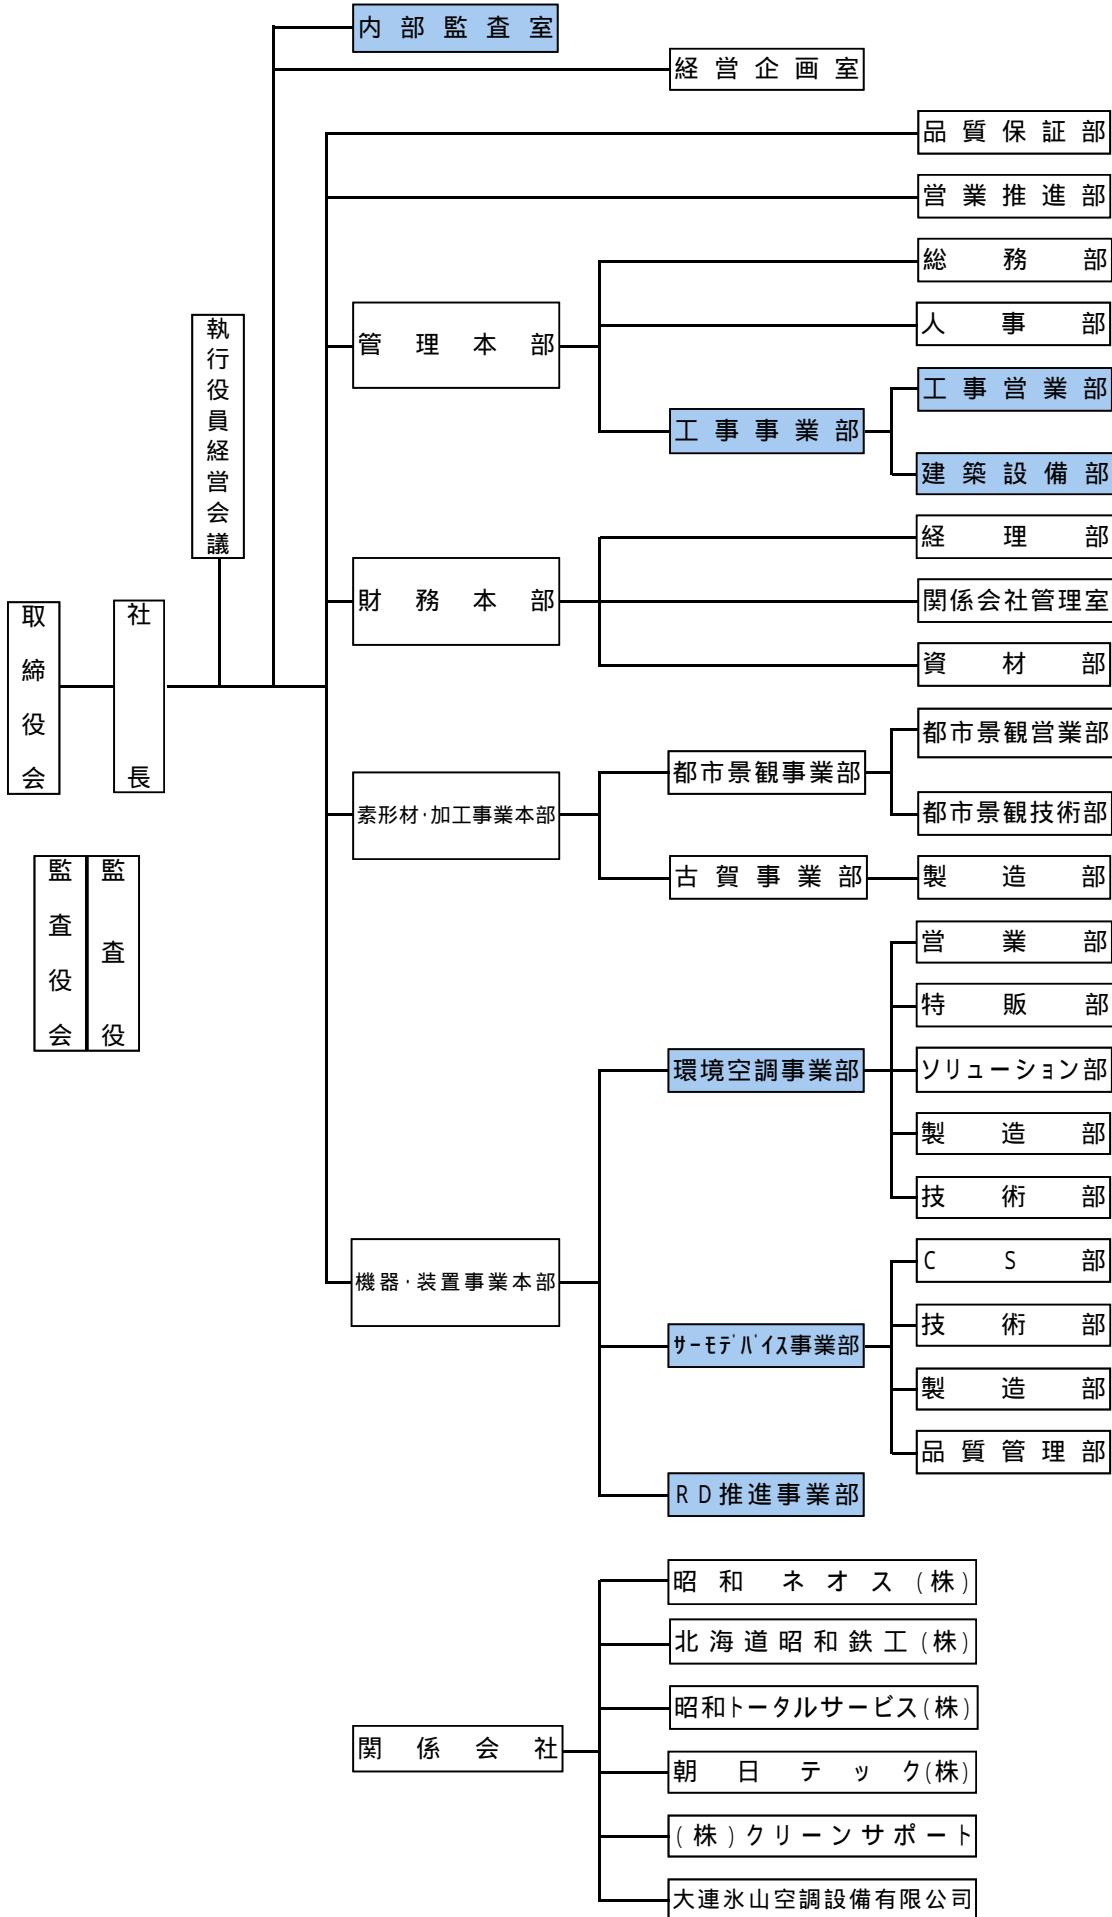 内部監査室
経営企画室
品質保証部
営業推進部
総務部
人事部
管理本部
執行役員経営会議
工事営業部
工事事業部
建築設備部
経理部
財務本部
関係会社管理室
資材部
取締役会
社長
都市景観営業部
都市景観事業部
都市景観技術部
素形材・加工事業本部
古賀事業部
製造部
監査役会
監査役
営業部
特販部
環境空調事業部
ソリューション部
製造部
技術部
CS部
機器・装置事業本部
技術部
サーモデバイス事業部
製造部
品質管理部
RD推進事業部
昭和ネオス(株)
北海道昭和鉄工(株)
昭和トータルサービス(株)
関係会社
朝日テック(株)
(株)クリーンサポート
大連氷山空調設備有限公司